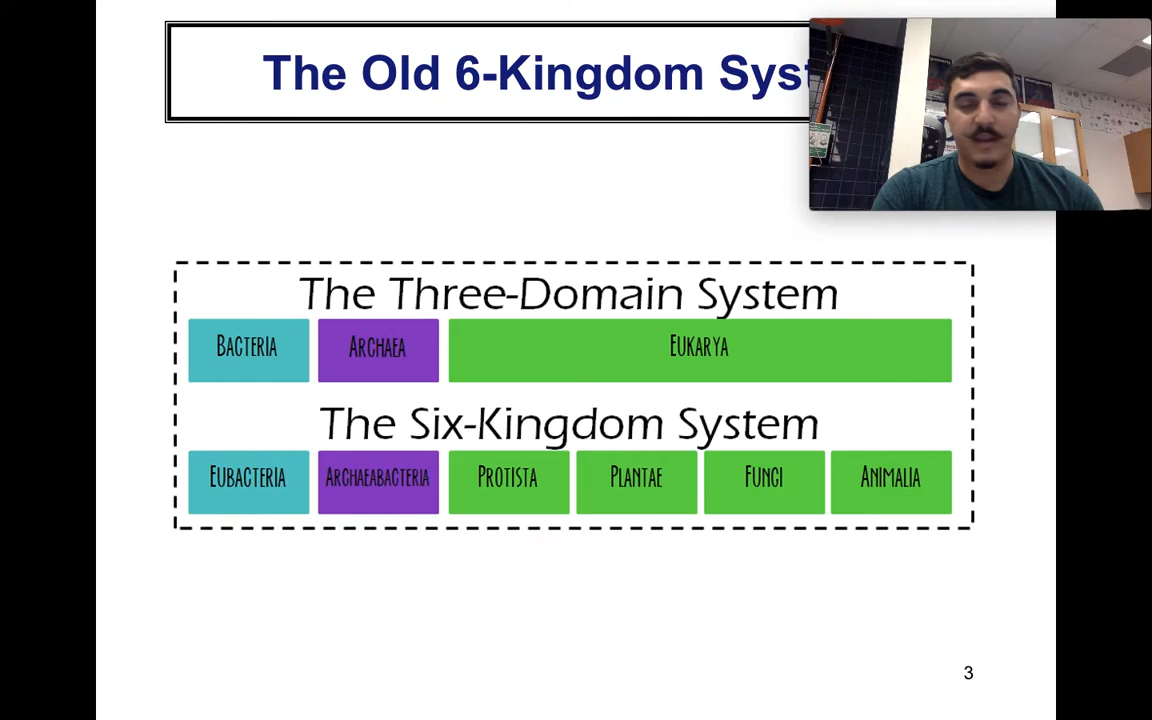 The Old 6-Kingdom Syst
The Three-Domain System
BACTERIA ARCHAEA EUKARYA
The Six-Kingdom System
EUBACTERIA ARCHAEABACTERIA PROTISTA PLANTAE FUNGI ANIMALIA
3